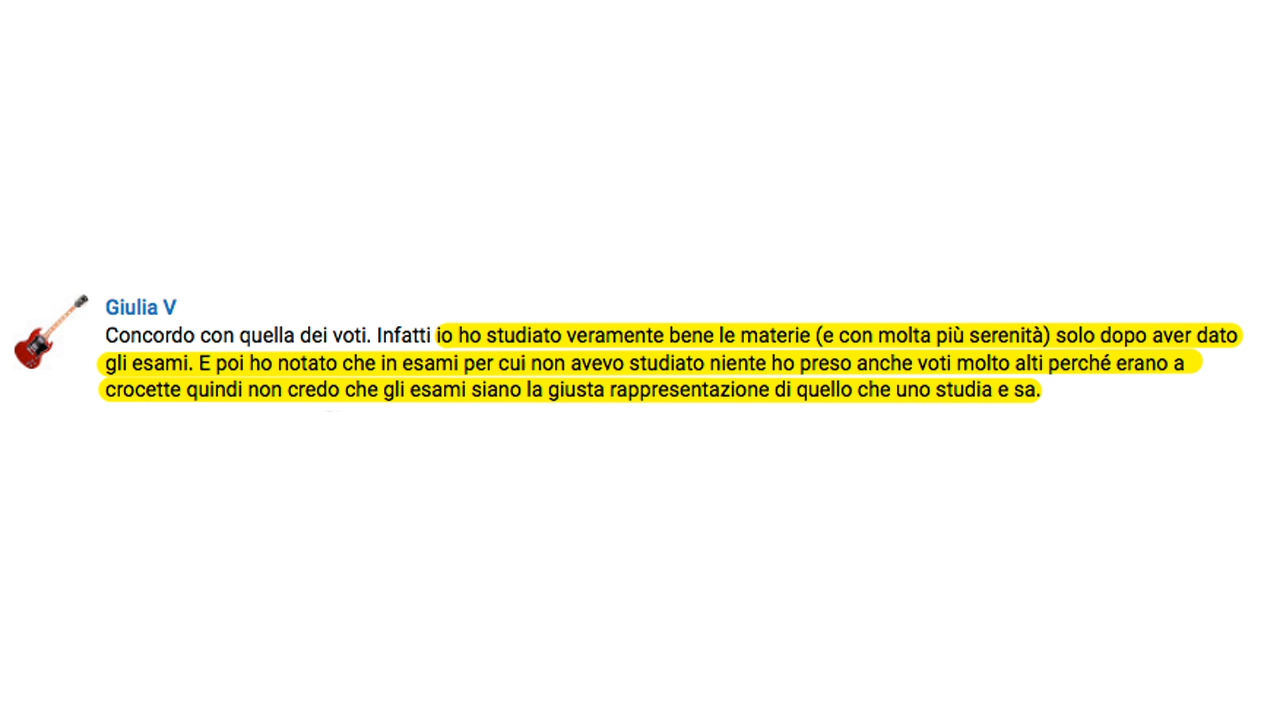 Giulia V
Concordo con quella dei voti. Infatti io ho studiato veramente bene le materie (e con molta più serenità) solo dopo aver dato
gli esami. E poi ho notato che in esami per cui non avevo studiato niente ho preso anche voti molto alti perché erano a
crocette quindi non credo che gli esami siano la giusta rappresentazione di quello che uno studia e sa.